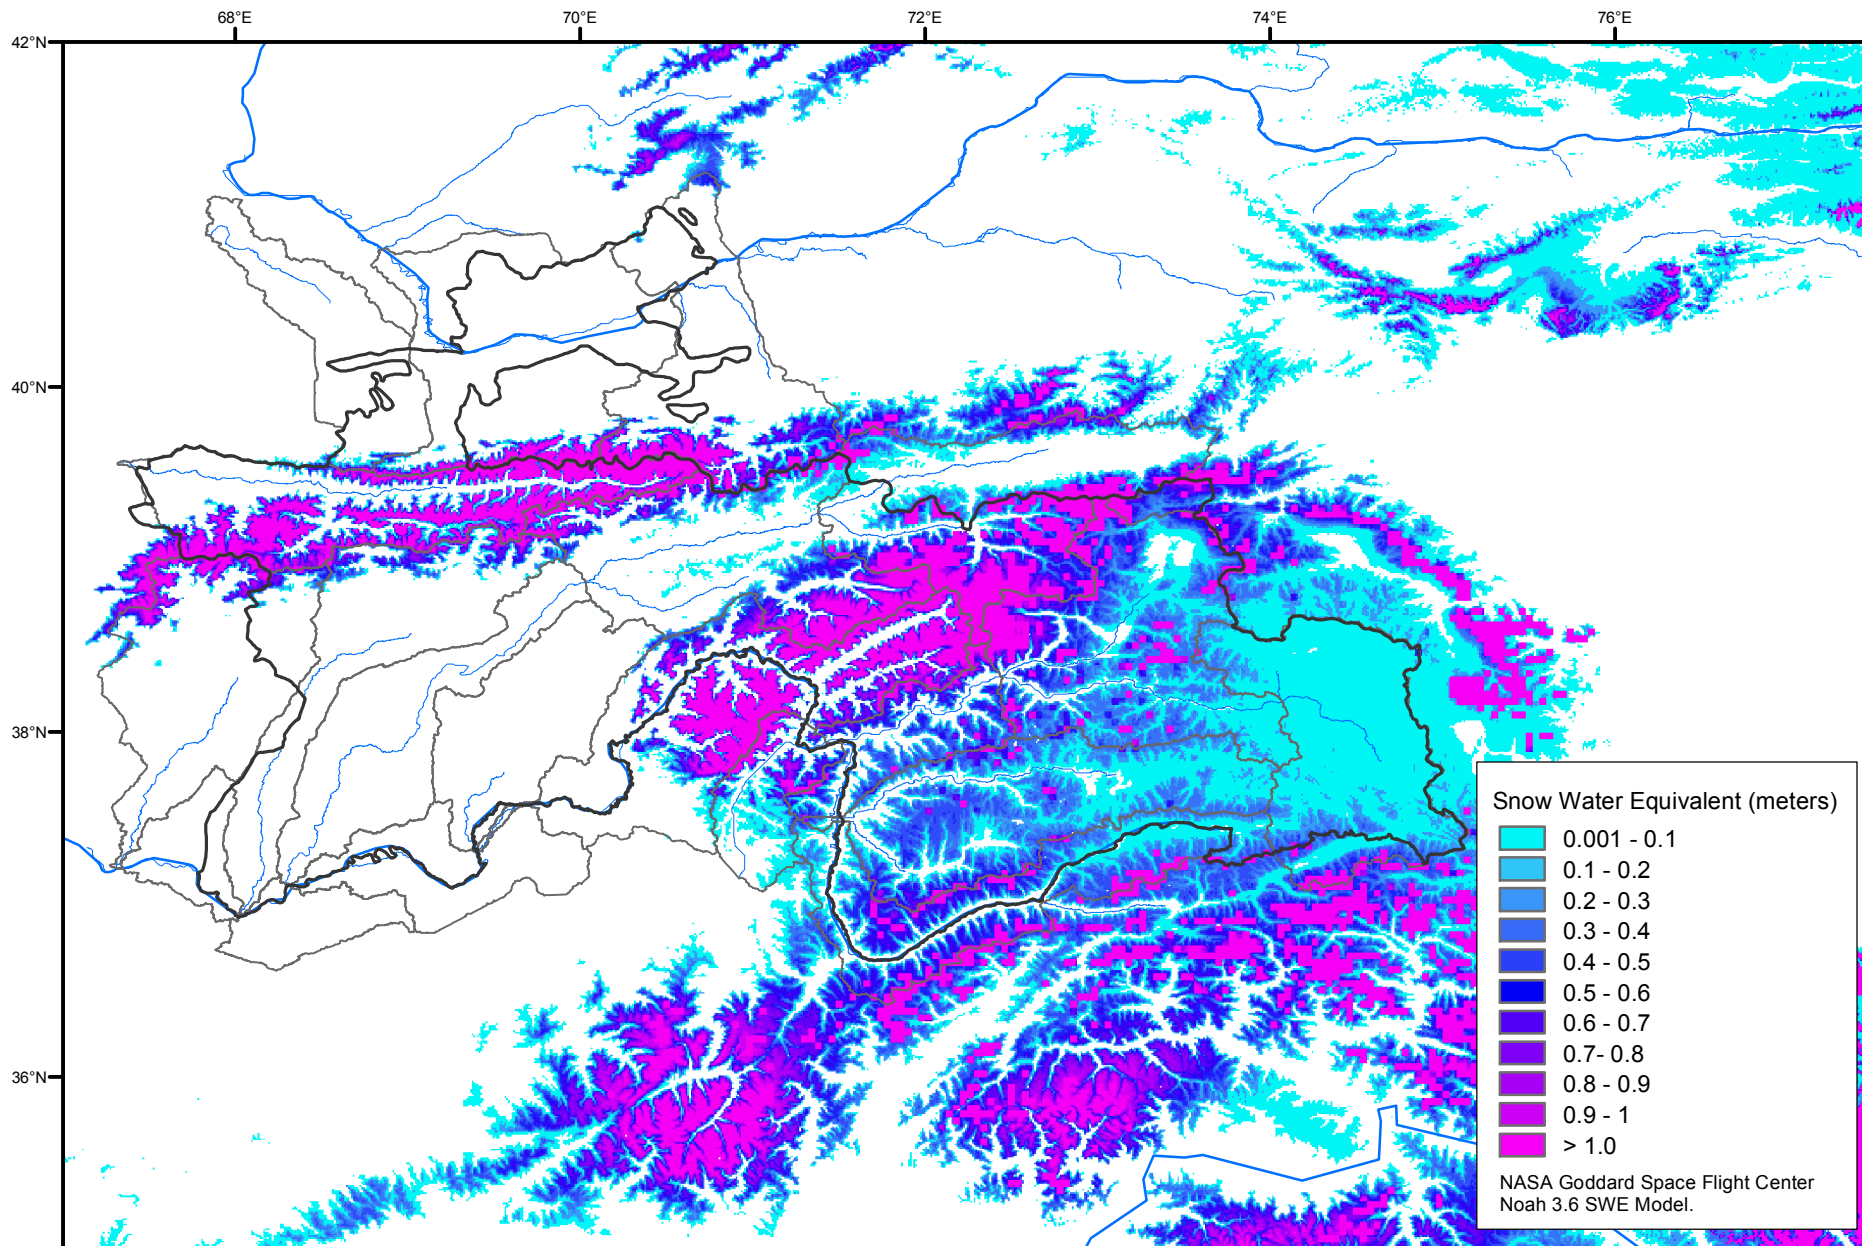 68°E
70°E
72°E
74°E
76°E
42°N
40°N
38°N
36°N
Snow Water Equivalent (meters)
0.001 - 0.1
0.1 - 0.2
0.2 - 0.3
0.3 - 0.4
0.4 - 0.5
0.5 - 0.6
0.6 - 0.7
0.7- 0.8
0.8 - 0.9
0.9 - 1
> 1.0
NASA Goddard Space Flight Center
Noah 3.6 SWE Model.